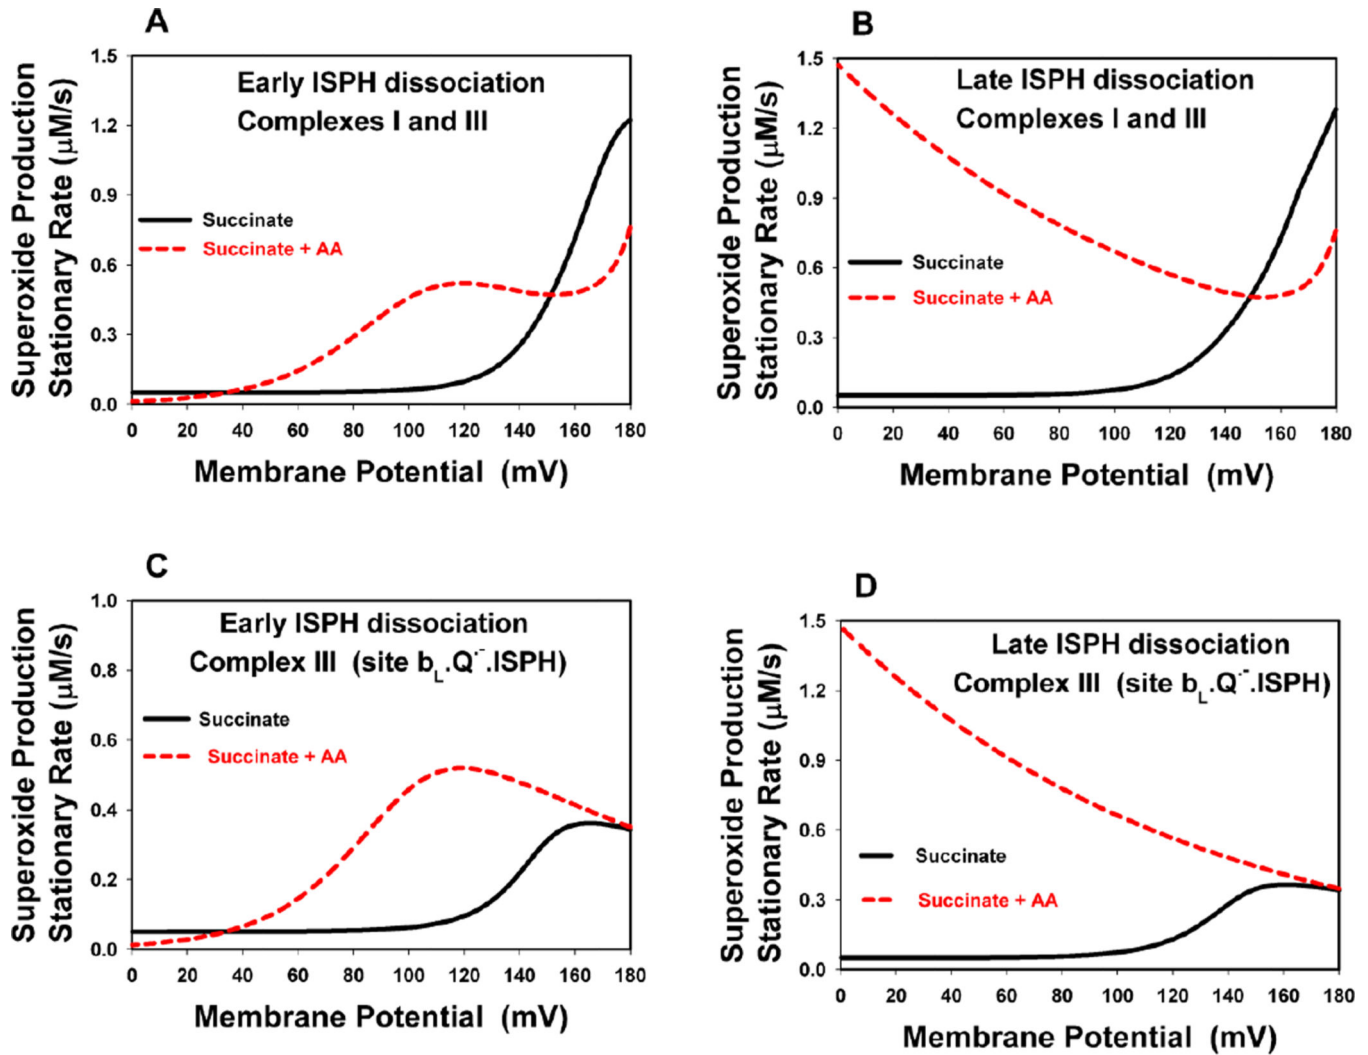 A
Superoxide Production
Stationary Rate (μM/s)
1.5
1.2
0.9
0.6
0.3
0.0
Early ISPH dissociation
Complexes I and III
Succinate
Succinate + AA
0 20 40 60 80 100 120 140 160 180
Membrane Potential (mV)
B
Superoxide Production
Stationary Rate (μM/s)
1.5
1.2
0.9
0.6
0.3
0.0
Late ISPH dissociation
Complexes I and III
Succinate
Succinate + AA
0 20 40 60 80 100 120 140 160 180
Membrane Potential (mV)
C
Superoxide Production
Stationary Rate (μM/s)
1.0
0.8
0.6
0.4
0.2
0.0
Early ISPH dissociation
Complex III (site b_L.Q˙⁻.ISPH)
Succinate
Succinate + AA
0 20 40 60 80 100 120 140 160 180
Membrane Potential (mV)
D
Superoxide Production
Stationary Rate (μM/s)
1.5
1.2
0.9
0.6
0.3
0.0
Late ISPH dissociation
Complex III (site b_L.Q˙⁻.ISPH)
Succinate
Succinate + AA
0 20 40 60 80 100 120 140 160 180
Membrane Potential (mV)